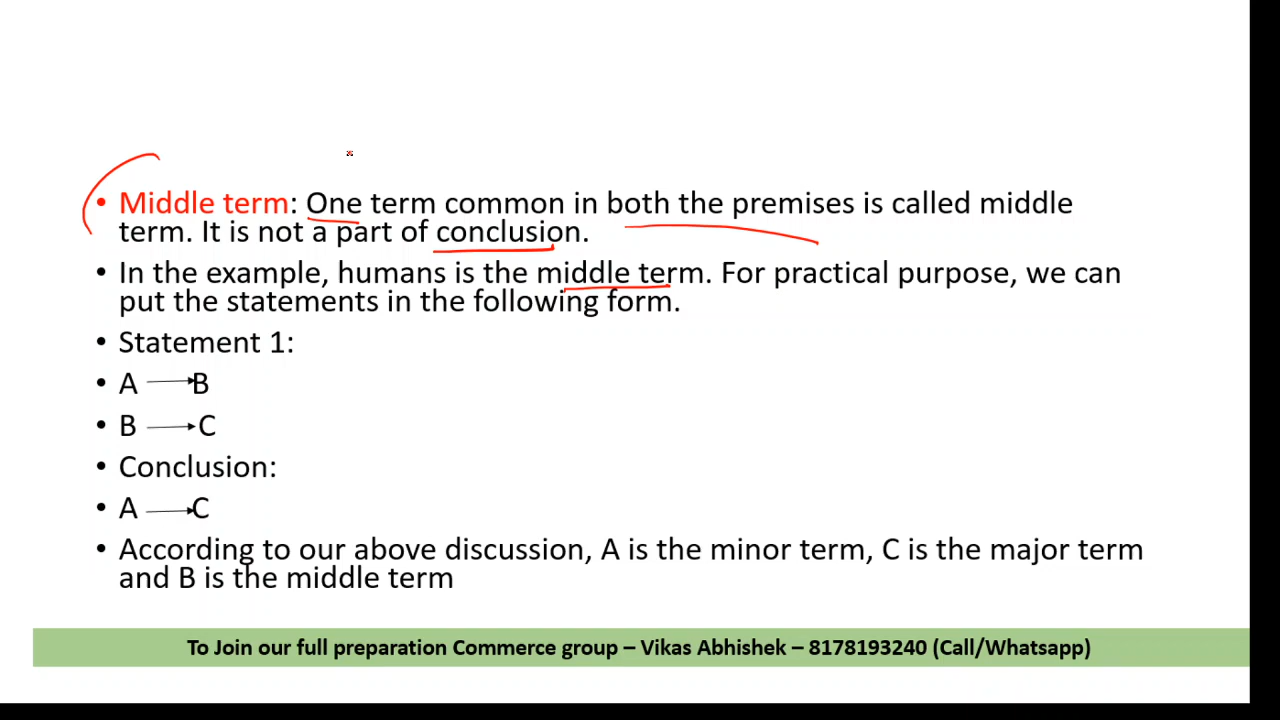 • Middle term: One term common in both the premises is called middle
term. It is not a part of conclusion.
• In the example, humans is the middle term. For practical purpose, we can
put the statements in the following form.
• Statement 1:
• A → B
• B → C
• Conclusion:
• A → C
• According to our above discussion, A is the minor term, C is the major term
and B is the middle term
To Join our full preparation Commerce group – Vikas Abhishek – 8178193240 (Call/Whatsapp)